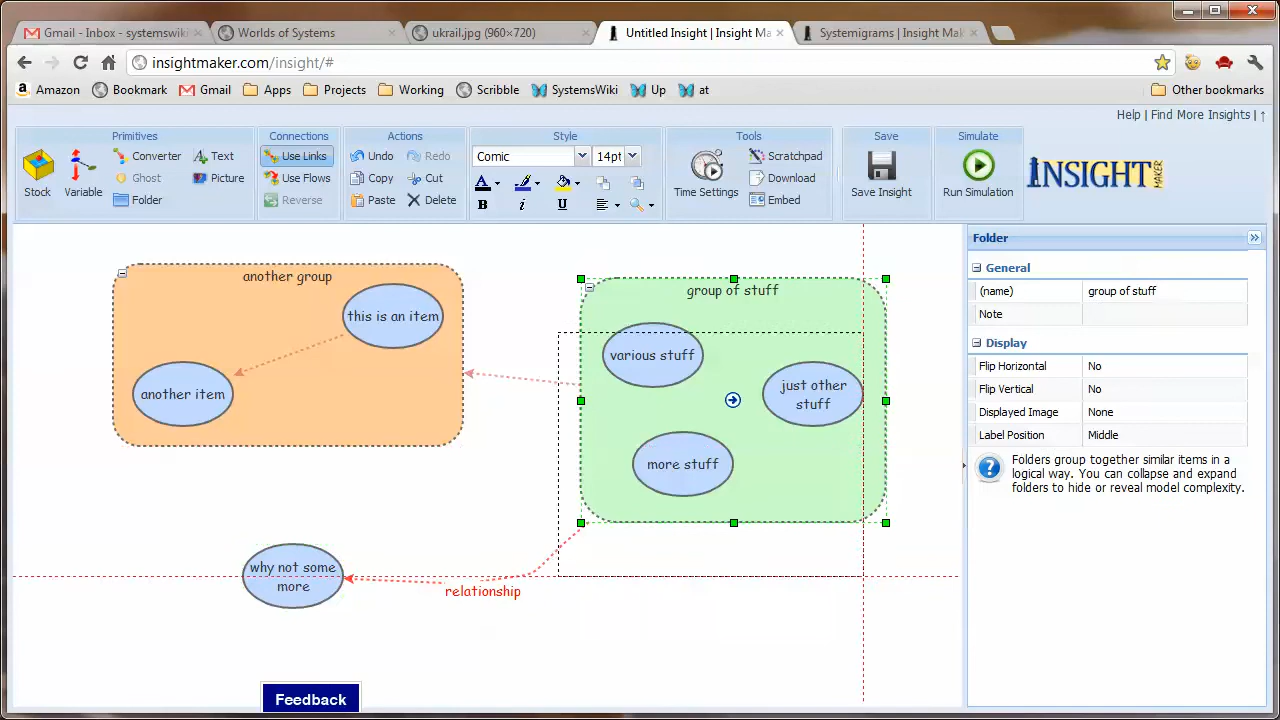 Gmail - Inbox - systemswiki
Worlds of Systems
ukrail.jpg (960×720)
Untitled Insight | Insight Ma
Systemigrams | Insight Mak
insightmaker.com/insight/#
Amazon Bookmark Gmail Apps Projects Working Scribble SystemsWiki Up at Other bookmarks
Help | Find More Insights | ↑
Primitives Connections Actions Style Tools Save Simulate
Converter Text Use Links Undo Redo Comic 14pt Scratchpad
Ghost Picture Use Flows Copy Cut A Download
Stock Variable Folder Reverse Paste Delete B i U Time Settings Embed Save Insight Run Simulation
INSIGHT MAKER
Folder
General
(name) group of stuff
Note
Display
Flip Horizontal No
Flip Vertical No
Displayed Image None
Label Position Middle
Folders group together similar items in a
logical way. You can collapse and expand
folders to hide or reveal model complexity.
another group
this is an item
another item
group of stuff
various stuff
just other
stuff
more stuff
why not some
more
relationship
Feedback